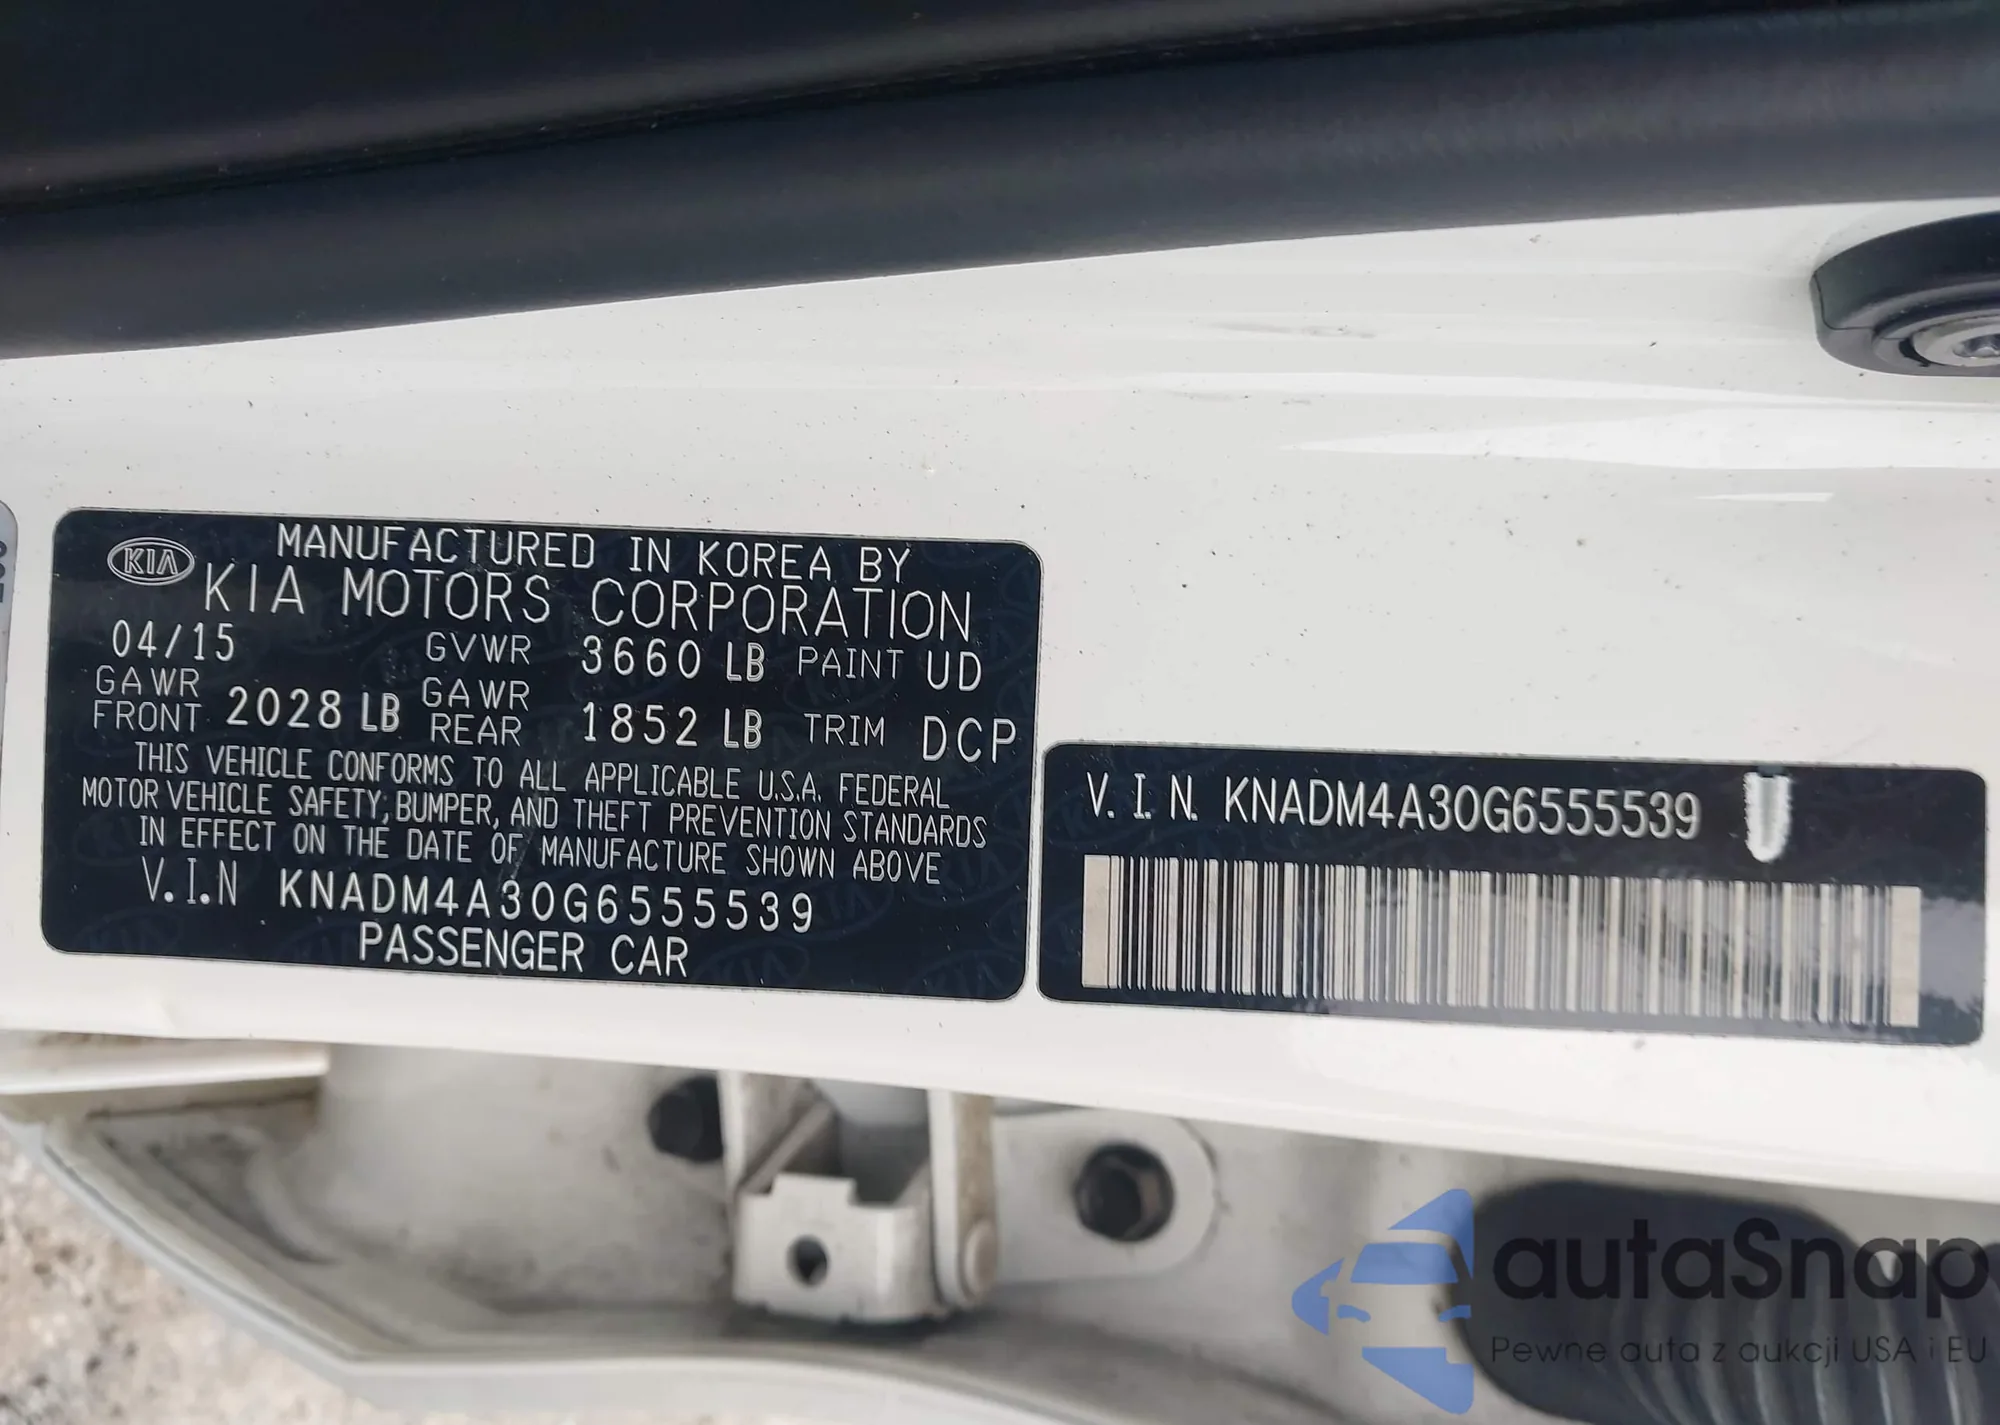 MANUFACTURED IN KOREA BY
KIA
KIA MOTORS CORPORATION
04/15 GVWR 3660 LB PAINT UD
GAWR FRONT 2028 LB GAWR REAR 1852 LB TRIM DCP
THIS VEHICLE CONFORMS TO ALL APPLICABLE U.S.A. FEDERAL
MOTOR VEHICLE SAFETY, BUMPER, AND THEFT PREVENTION STANDARDS
IN EFFECT ON THE DATE OF MANUFACTURE SHOWN ABOVE
V.I.N KNADM4A30G6555539
PASSENGER CAR
V.I.N. KNADM4A30G6555539
autaSnap
Pewne auta z aukcji USA i EU